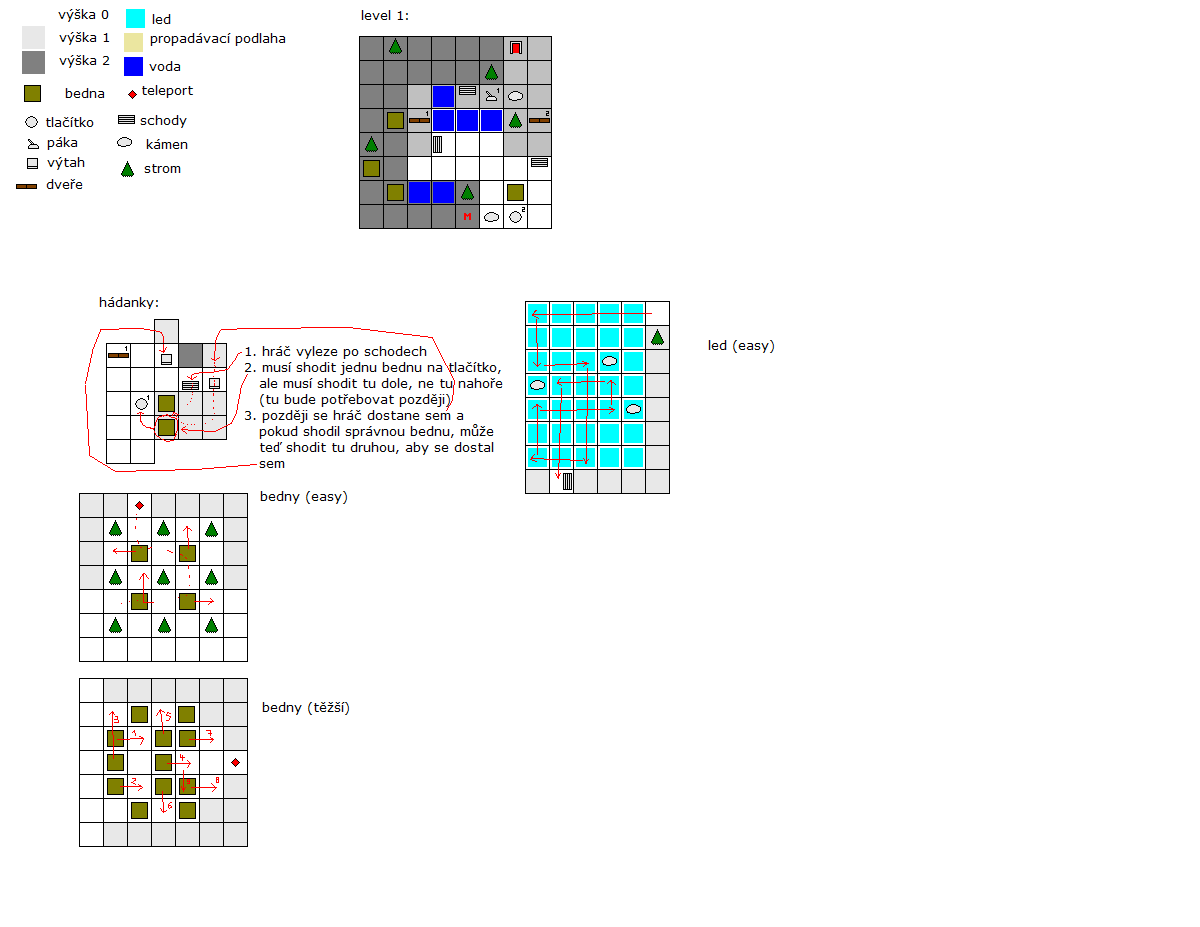 výška 0
led
výška 1
propadávací podlaha
výška 2
voda
bedna
teleport
tlačítko
schody
páka
kámen
výtah
strom
dveře
level 1:
1
1
2
M
2
hádanky:
1
1
1. hráč vyleze po schodech
2. musí shodit jednu bednu na tlačítko,
ale musí shodit tu dole, ne tu nahoře
(tu bude potřebovat později)
3. později se hráč dostane sem a
pokud shodil správnou bednu, může
teď shodit tu druhou, aby se dostal
sem
led (easy)
bedny (easy)
bedny (těžší)
3
5
1
7
4
2
8
6